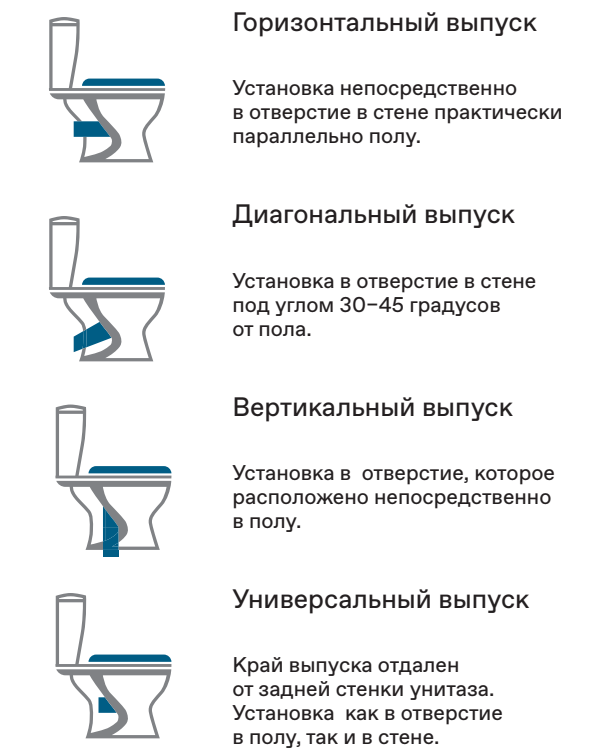 Горизонтальный выпуск
Установка непосредственно
в отверстие в стене практически
параллельно полу.
Диагональный выпуск
Установка в отверстие в стене
под углом 30–45 градусов
от пола.
Вертикальный выпуск
Установка в отверстие, которое
расположено непосредственно
в полу.
Универсальный выпуск
Край выпуска отдален
от задней стенки унитаза.
Установка как в отверстие
в полу, так и в стене.